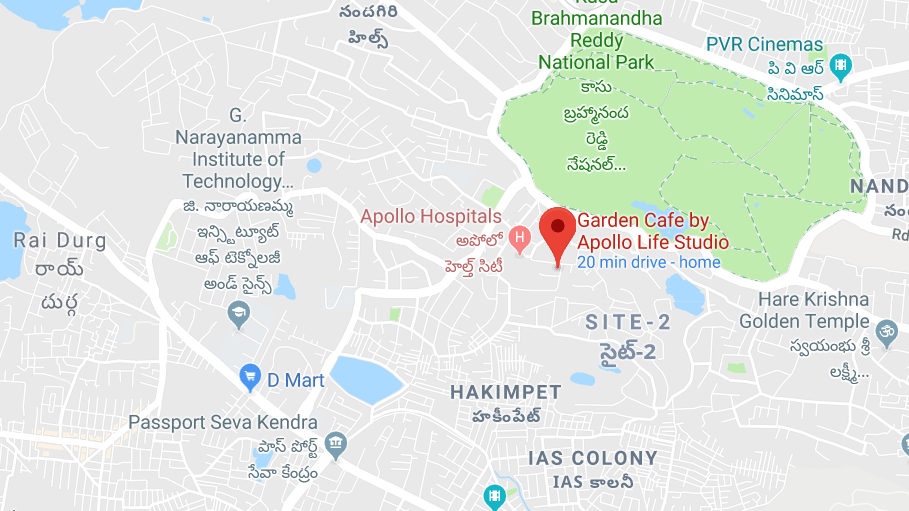 Brahmanandha
Reddy
National Park
కాసు
బ్రహ్మానంద
రెడ్డి
నేషనల్...
నందగిరి
హిల్స్
PVR Cinemas
పి వి ఆర్
సినిమాస్
G.
Narayanamma
Institute of
Technology...
జి. నారాయణమ్మ
ఇన్స్టిట్యూట్
ఆఫ్ టెక్నోలజీ
అండ్ సైన్స్
Apollo Hospitals
అపోలో
హెల్త్ సిటీ
H
Garden Cafe by
Apollo Life Studio
20 min drive - home
NAND
Rai Durg
రాయ్
దుర్గ
Rd
Hare Krishna
Golden Temple
స్వయంభు శ్రీ
లక్ష్మీ...
SITE-2
సైట్-2
D Mart
HAKIMPET
హకీంపేట్
Passport Seva Kendra
పాస్ పోర్ట్
సేవా కేంద్రం
IAS COLONY
IAS కాలనీ